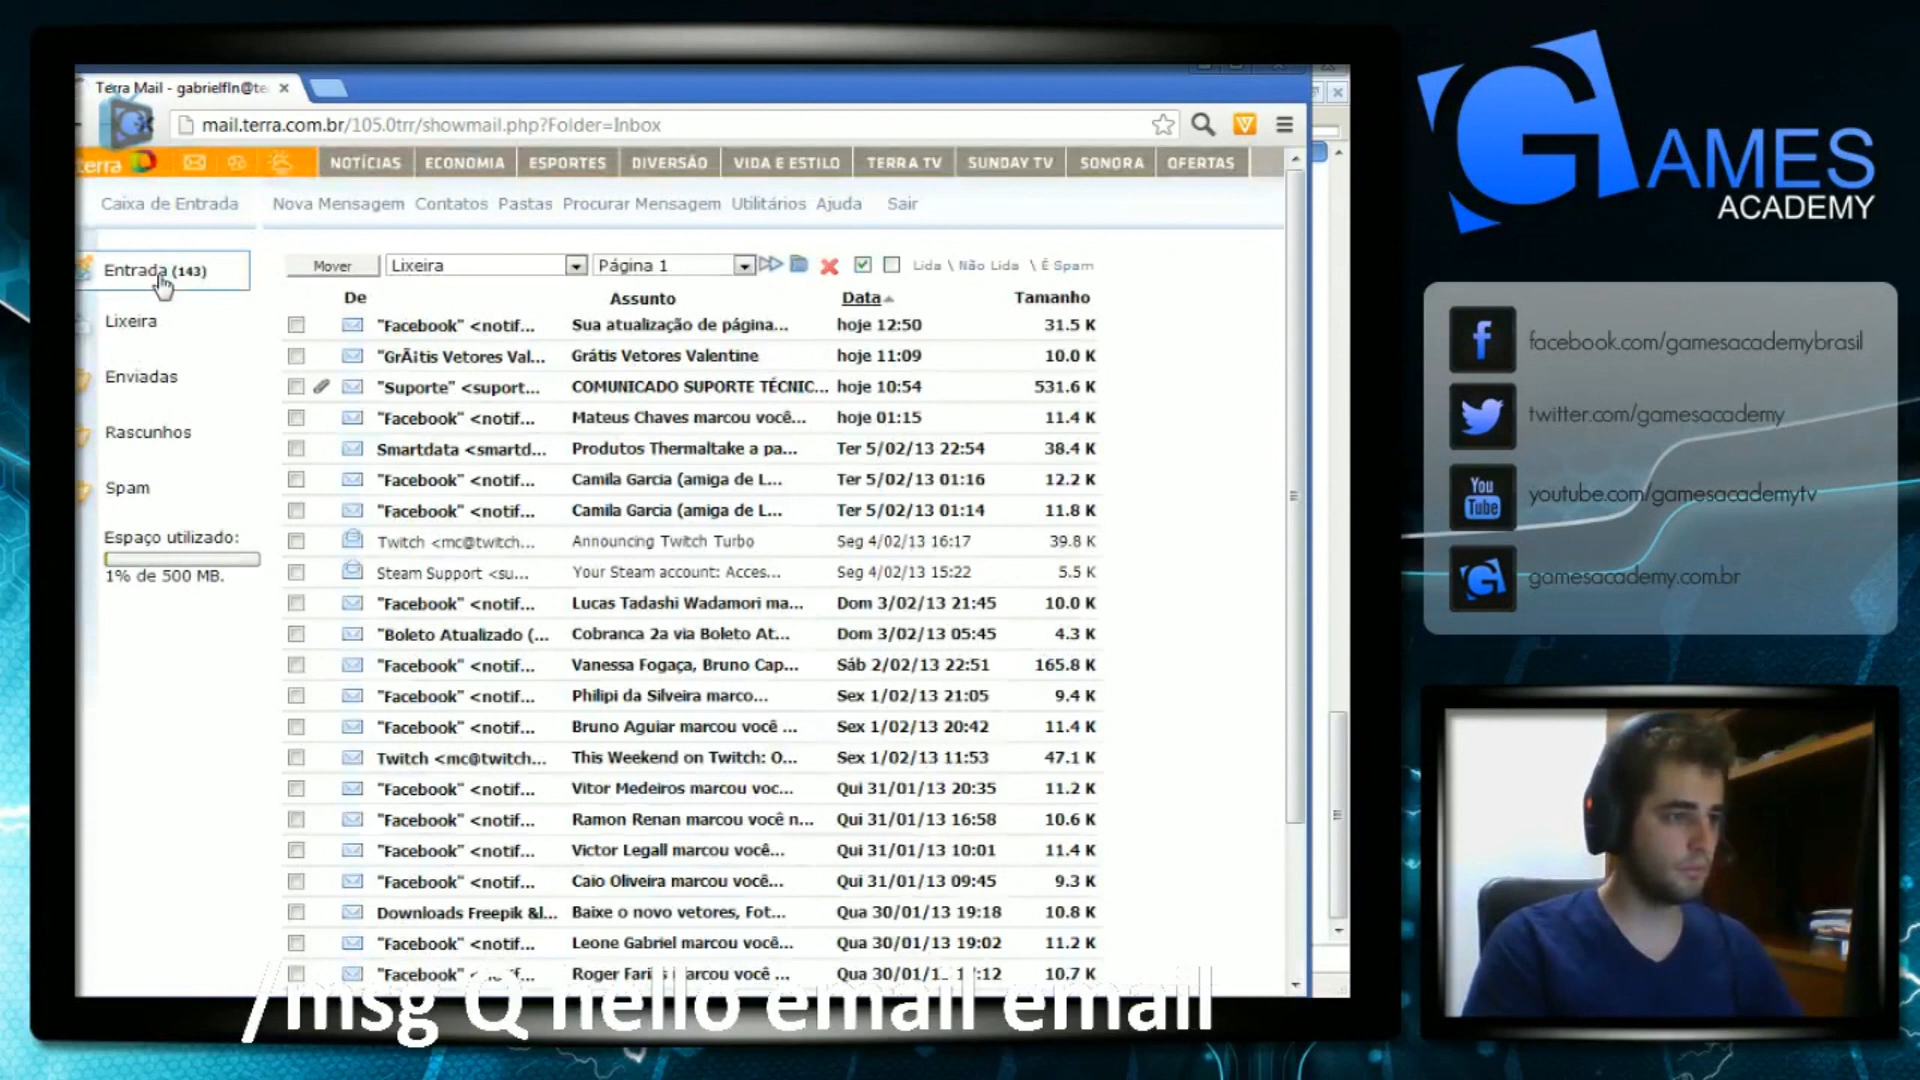 Terra Mail - gabrielfln@te
mail.terra.com.br/105.0trr/showmail.php?Folder=Inbox
terra NOTÍCIAS ECONOMIA ESPORTES DIVERSÃO VIDA E ESTILO TERRA TV SUNDAY TV SONORA OFERTAS
Caixa de Entrada Nova Mensagem Contatos Pastas Procurar Mensagem Utilitários Ajuda Sair
Entrada (143)
Lixeira
Enviadas
Rascunhos
Spam
Espaço utilizado:
1% de 500 MB.
Mover Lixeira Página 1 Lida \ Não Lida \ É Spam
De Assunto Data Tamanho
"Facebook" <notif... Sua atualização de página... hoje 12:50 31.5 K
"GrÃ¡tis Vetores Val... Grátis Vetores Valentine hoje 11:09 10.0 K
"Suporte" <suport... COMUNICADO SUPORTE TÉCNIC... hoje 10:54 531.6 K
"Facebook" <notif... Mateus Chaves marcou você... hoje 01:15 11.4 K
Smartdata <smartd... Produtos Thermaltake a pa... Ter 5/02/13 22:54 38.4 K
"Facebook" <notif... Camila Garcia (amiga de L... Ter 5/02/13 01:16 12.2 K
"Facebook" <notif... Camila Garcia (amiga de L... Ter 5/02/13 01:14 11.8 K
Twitch <mc@twitch... Announcing Twitch Turbo Seg 4/02/13 16:17 39.8 K
Steam Support <su... Your Steam account: Acces... Seg 4/02/13 15:22 5.5 K
"Facebook" <notif... Lucas Tadashi Wadamori ma... Dom 3/02/13 21:45 10.0 K
"Boleto Atualizado (... Cobranca 2a via Boleto At... Dom 3/02/13 05:45 4.3 K
"Facebook" <notif... Vanessa Fogaça, Bruno Cap... Sáb 2/02/13 22:51 165.8 K
"Facebook" <notif... Philipi da Silveira marco... Sex 1/02/13 21:05 9.4 K
"Facebook" <notif... Bruno Aguiar marcou você ... Sex 1/02/13 20:42 11.4 K
Twitch <mc@twitch... This Weekend on Twitch: O... Sex 1/02/13 11:53 47.1 K
"Facebook" <notif... Vitor Medeiros marcou voc... Qui 31/01/13 20:35 11.2 K
"Facebook" <notif... Ramon Renan marcou você n... Qui 31/01/13 16:58 10.6 K
"Facebook" <notif... Victor Legall marcou você... Qui 31/01/13 10:01 11.4 K
"Facebook" <notif... Caio Oliveira marcou você... Qui 31/01/13 09:45 9.3 K
Downloads Freepik &l... Baixe o novo vetores, Fot... Qua 30/01/13 19:18 10.8 K
"Facebook" <notif... Leone Gabriel marcou você... Qua 30/01/13 19:02 11.2 K
"Facebook" Roger você ... Qua 10.7 K
/msg Q hello email email
GAMES
ACADEMY
facebook.com/gamesacademybrasil
twitter.com/gamesacademy
You
Tube
youtube.com/gamesacademytv
gamesacademy.com.br